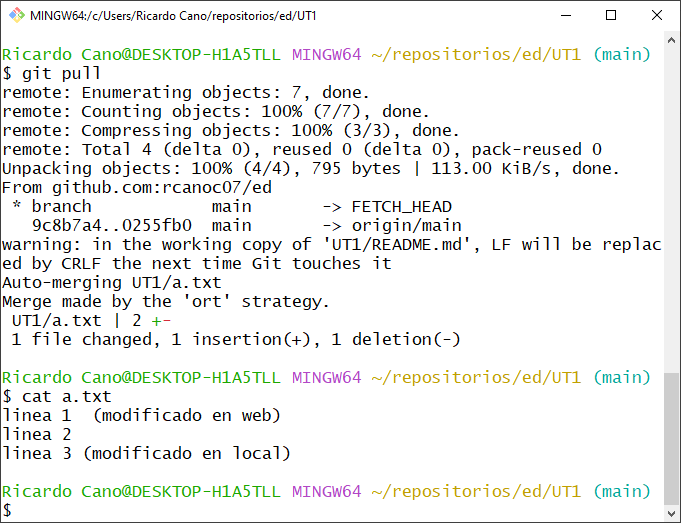 MINGW64:/c/Users/Ricardo Cano/repositorios/ed/UT1
Ricardo Cano@DESKTOP-H1A5TLL MINGW64 ~/repositorios/ed/UT1 (main)
$ git pull
remote: Enumerating objects: 7, done.
remote: Counting objects: 100% (7/7), done.
remote: Compressing objects: 100% (3/3), done.
remote: Total 4 (delta 0), reused 0 (delta 0), pack-reused 0
Unpacking objects: 100% (4/4), 795 bytes | 113.00 KiB/s, done.
From github.com:rcanoc07/ed
 * branch            main       -> FETCH_HEAD
   9c8b7a4..0255fb0  main       -> origin/main
warning: in the working copy of 'UT1/README.md', LF will be replac
ed by CRLF the next time Git touches it
Auto-merging UT1/a.txt
Merge made by the 'ort' strategy.
 UT1/a.txt | 2 +-
 1 file changed, 1 insertion(+), 1 deletion(-)
Ricardo Cano@DESKTOP-H1A5TLL MINGW64 ~/repositorios/ed/UT1 (main)
$ cat a.txt
linea 1  (modificado en web)
linea 2
linea 3 (modificado en local)
Ricardo Cano@DESKTOP-H1A5TLL MINGW64 ~/repositorios/ed/UT1 (main)
$